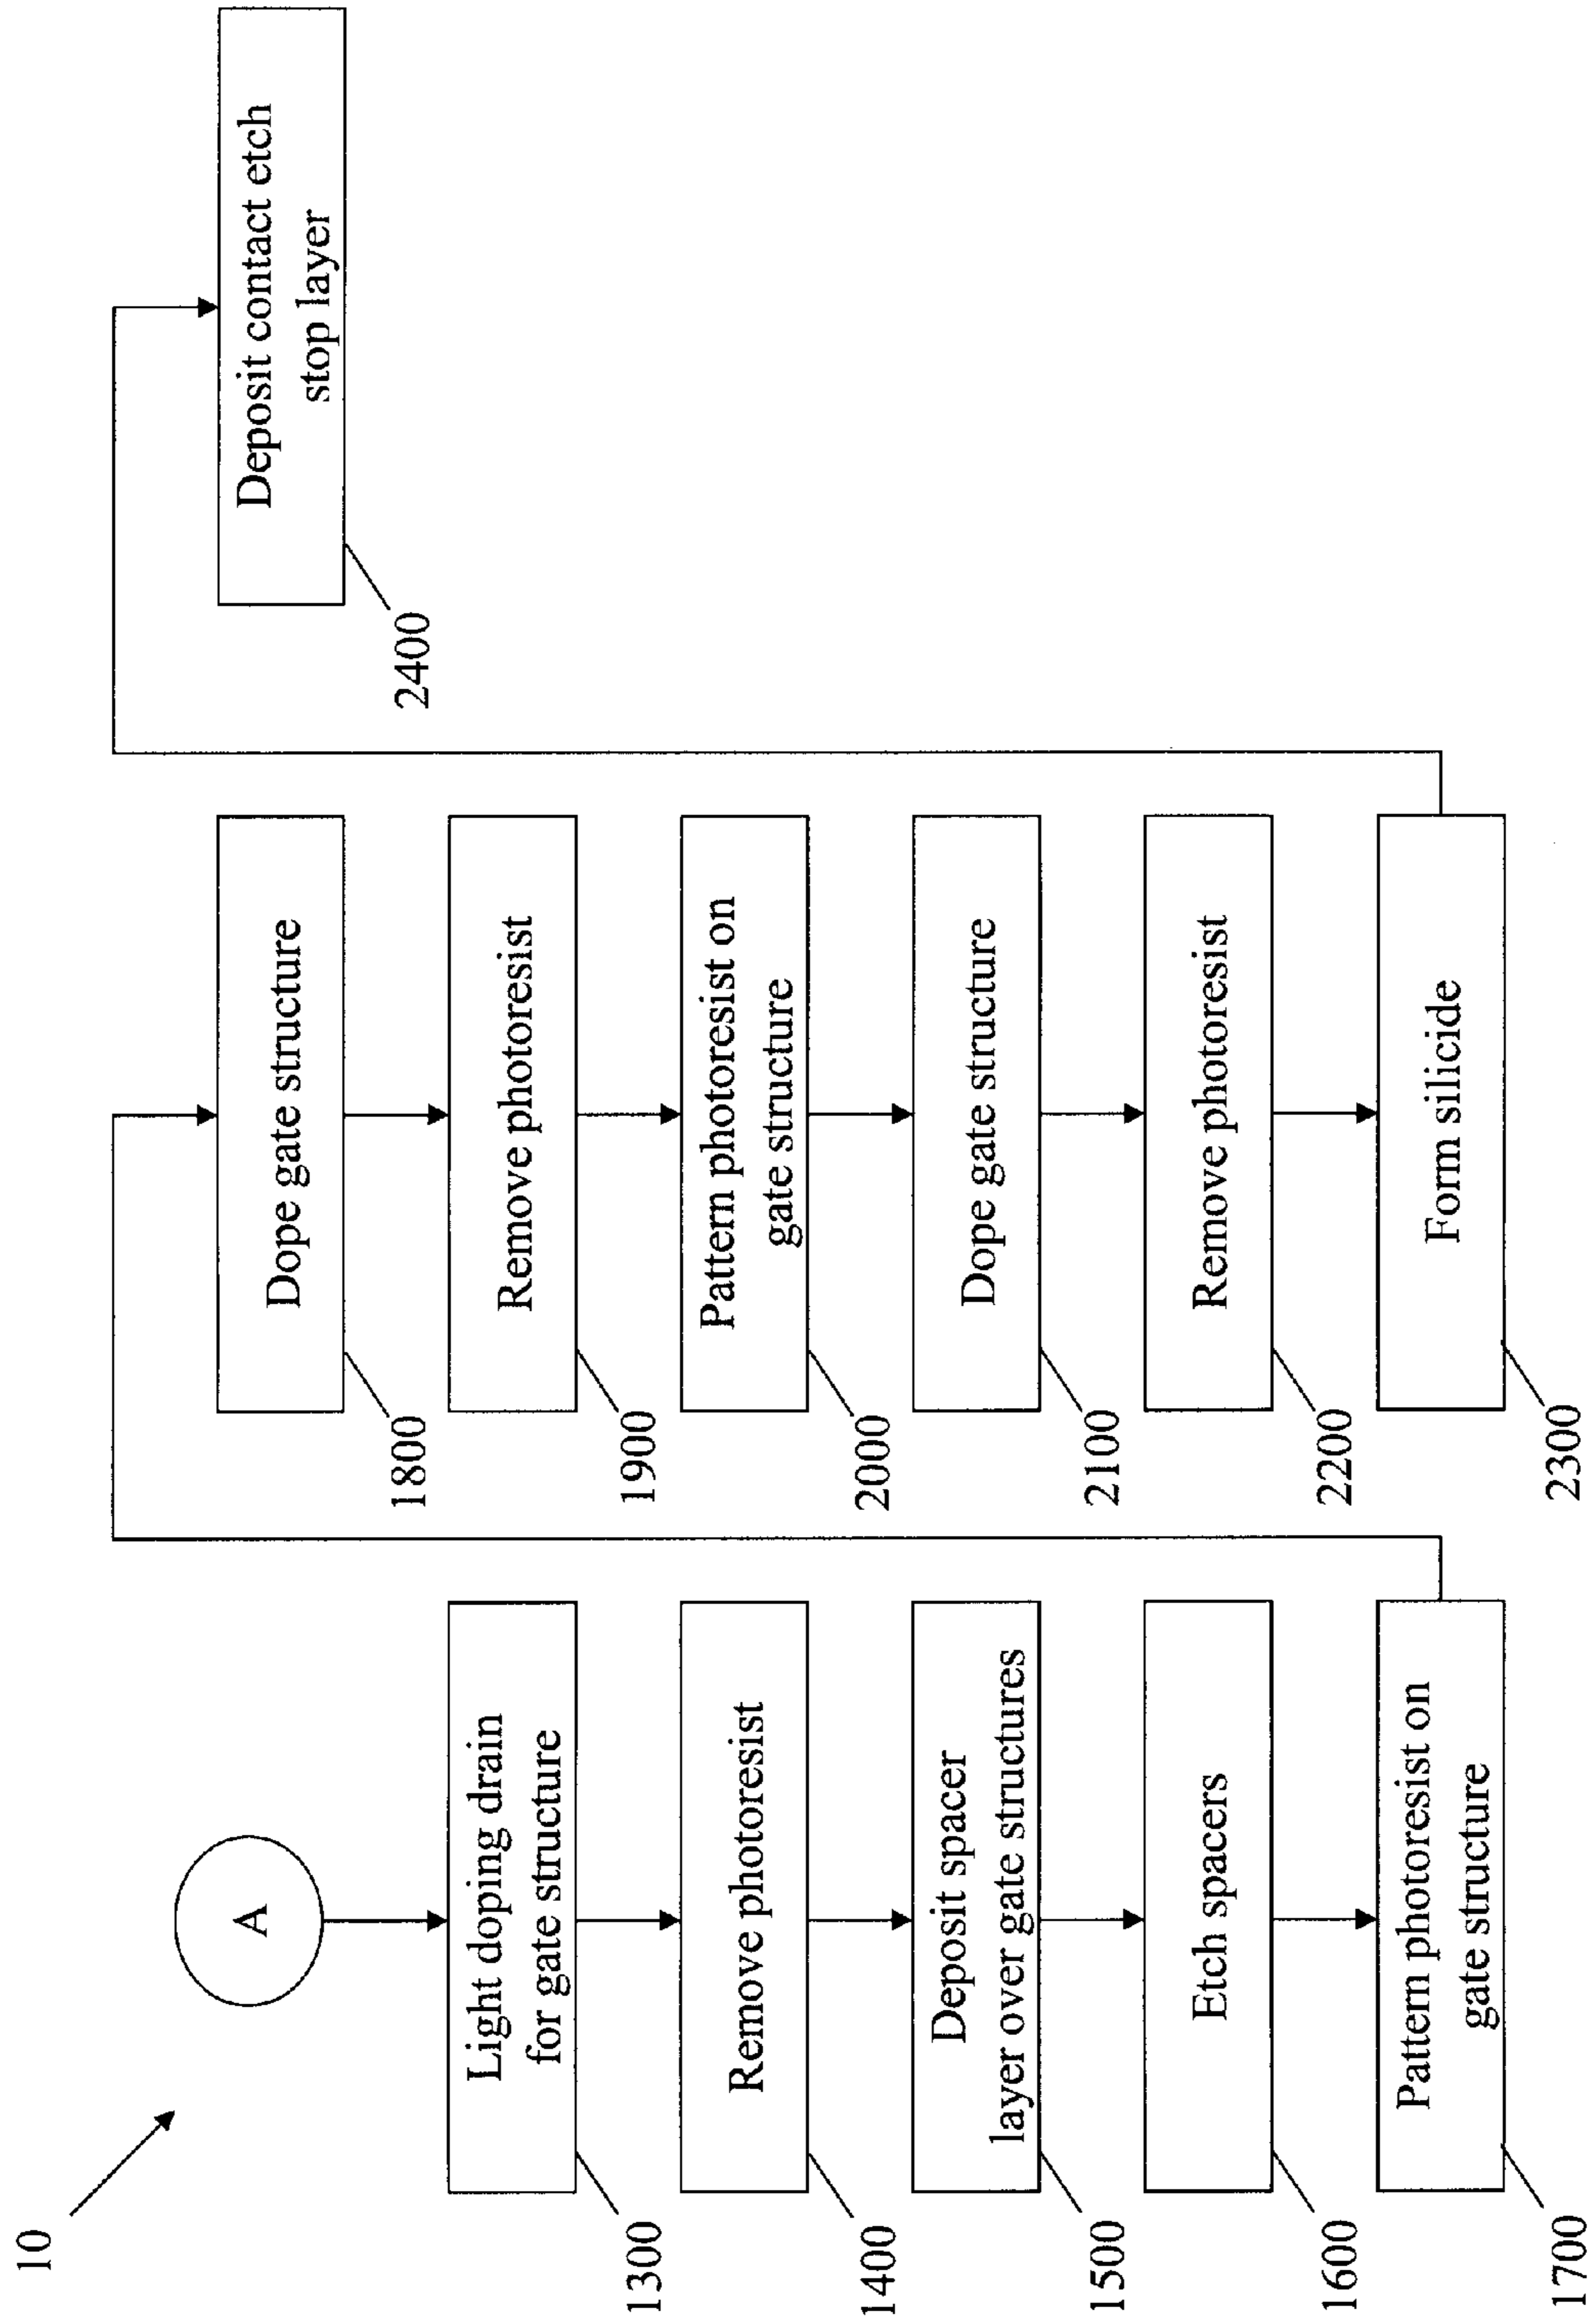 10
A
Light doping drain
for gate structure
1300
Remove photoresist
1400
Deposit spacer
layer over gate structures
1500
Etch spacers
1600
Pattern photoresist on
gate structure
1700
Dope gate structure
1800
Remove photoresist
1900
Pattern photoresist on
gate structure
2000
Dope gate structure
2100
Remove photoresist
2200
Form silicide
2300
Deposit contact etch
stop layer
2400